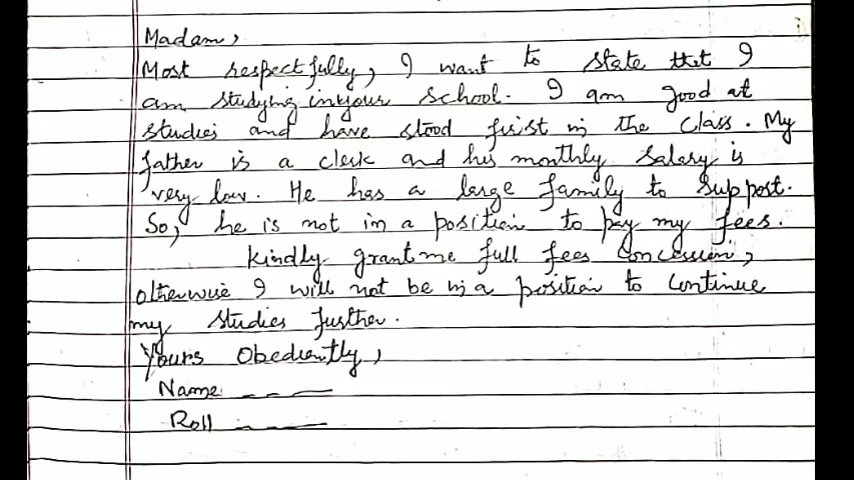 Madam,
Most respectfully, I want to state that I
am studying in your school. I am good at
studies and have stood first in the class. My
father is a clerk and his monthly salary is
very low. He has a large family to support.
So, he is not in a position to pay my fees.
Kindly grant me full fees concession,
otherwise I will not be in a position to continue
my studies further.
Yours Obediently,
Name _ _ __
Roll _ _ __